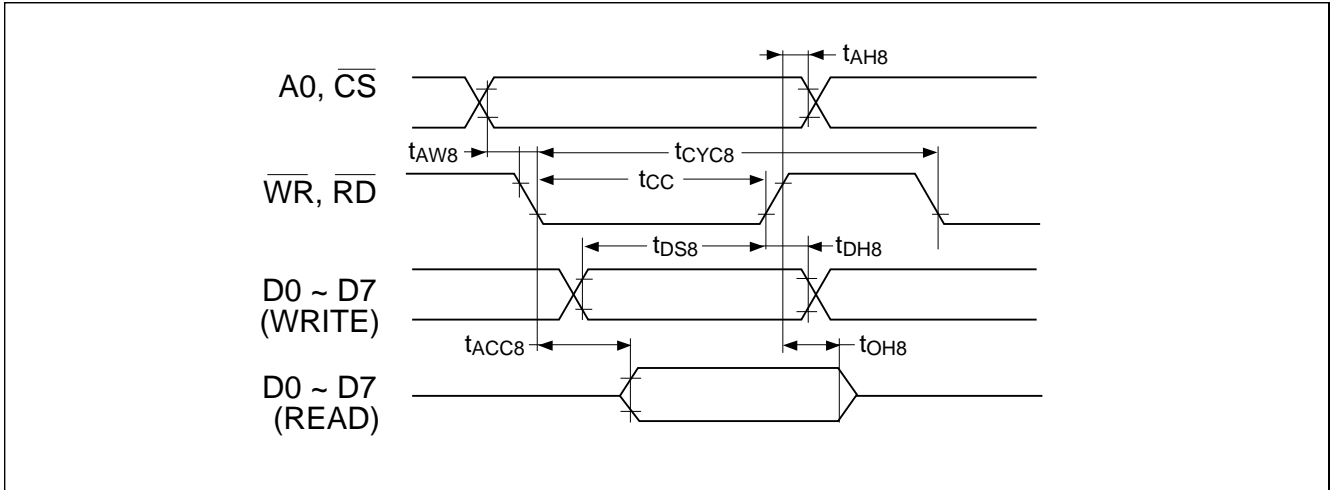 tAH8
A0, CS
tAW8
tCYC8
WR, RD
tCC
tDS8
tDH8
D0 ~ D7
(WRITE)
tACC8
tOH8
D0 ~ D7
(READ)